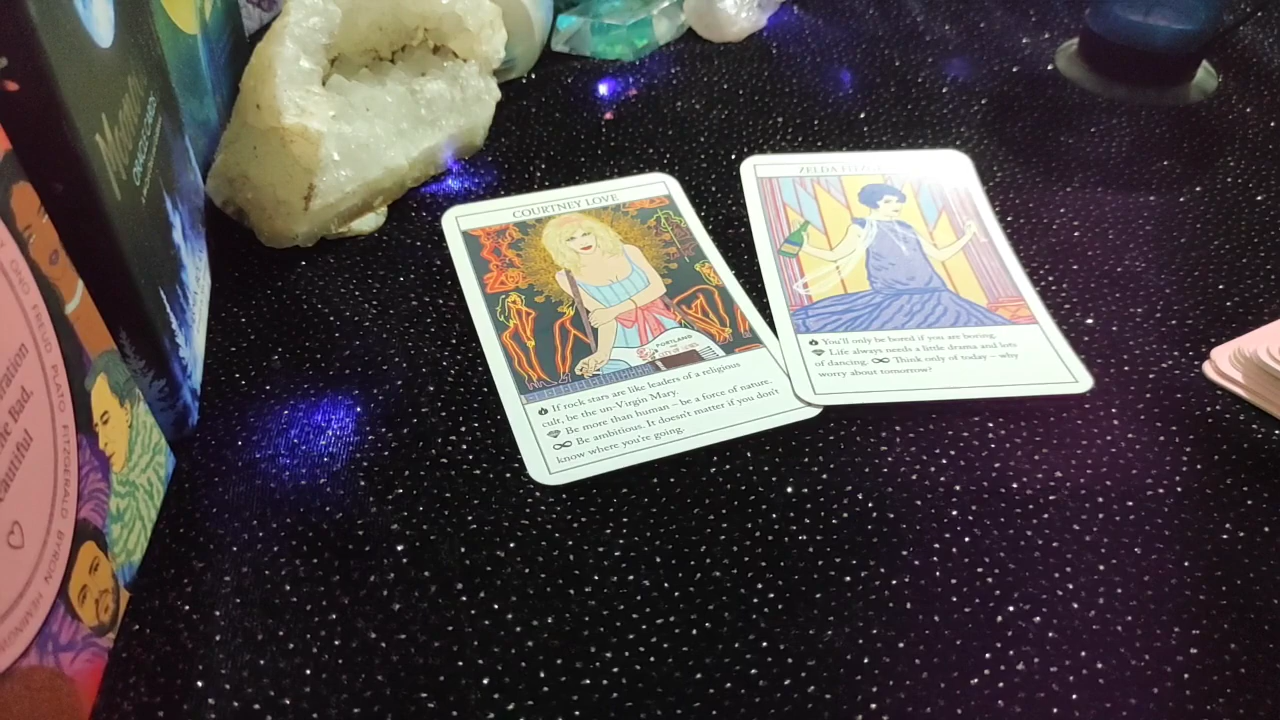 COURTNEY LOVE
PORTLAND
If rock stars are like leaders of a religious
cult, be the un-Virgin Mary.
Be more than human – be a force of nature.
Be ambitious. It doesn't matter if you don't
know where you're going.
ZELDA
You'll only be bored if you are boring.
Life always needs a little drama and lots
of dancing. Think only of today – why
worry about tomorrow?
ONO FREUD PLATO FITZGERALD BYRON
the Bad,